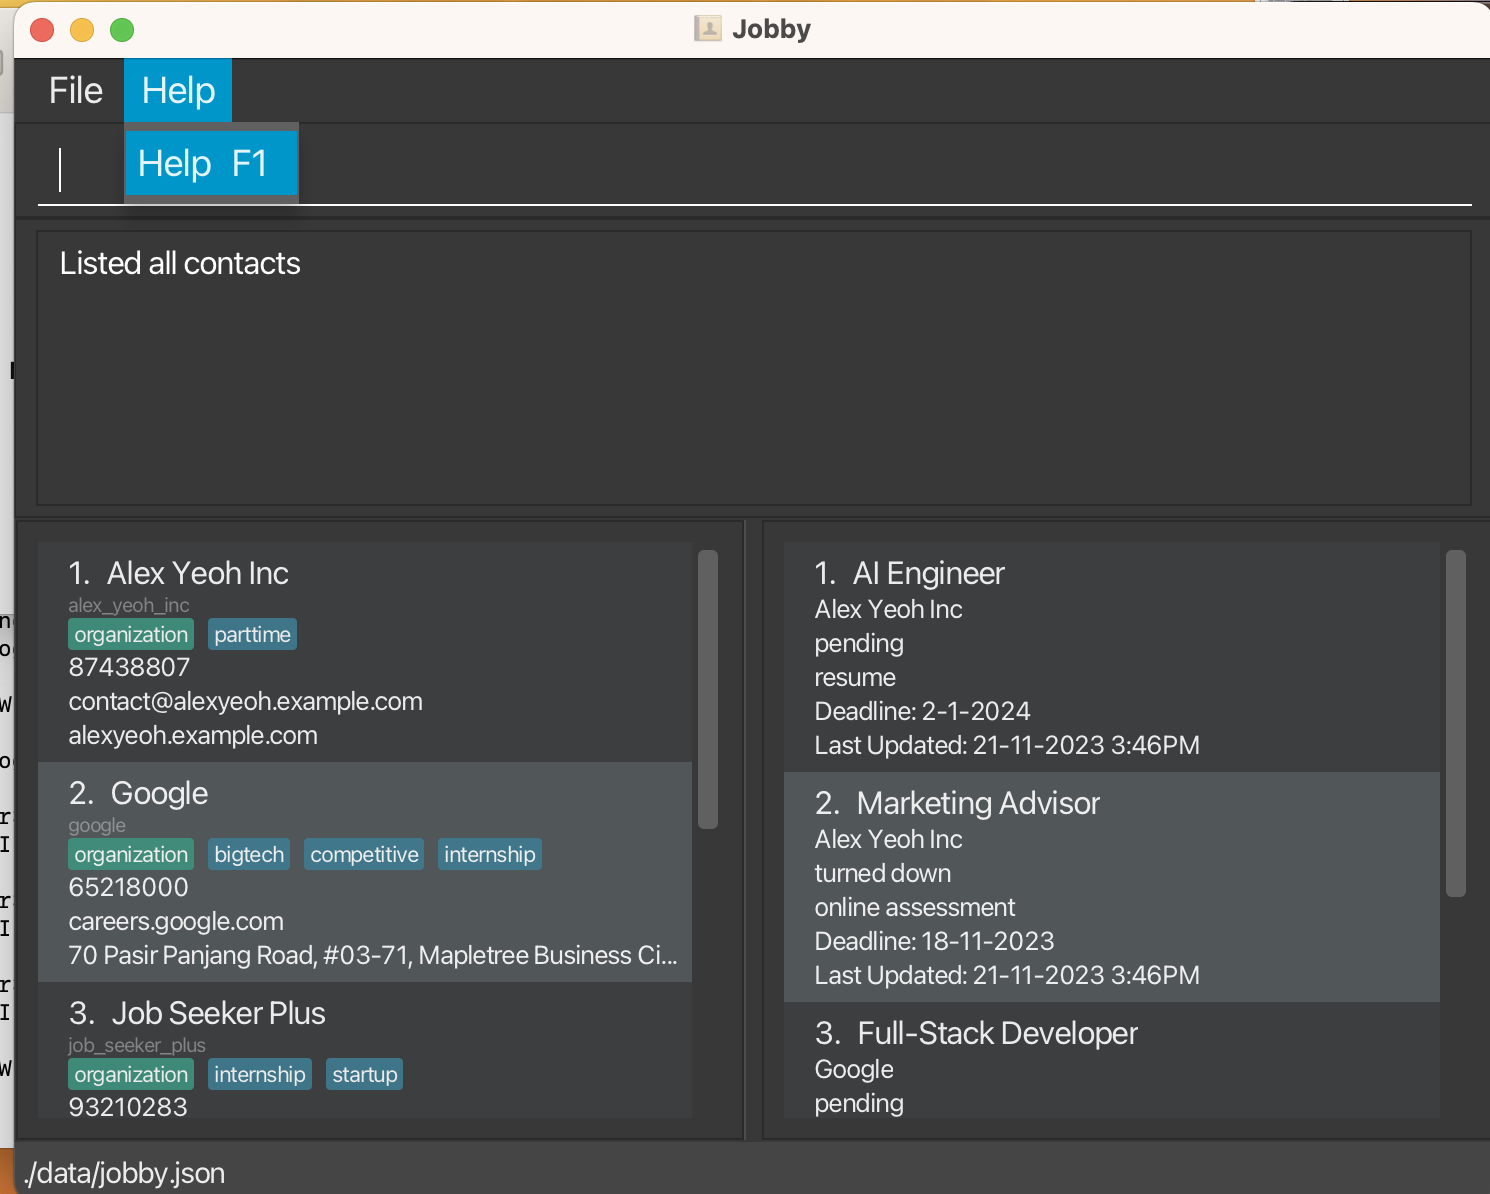 Jobby
File Help
Help F1
Listed all contacts
1. Alex Yeoh Inc
alex_yeoh_inc
organization parttime
87438807
contact@alexyeoh.example.com
alexyeoh.example.com
2. Google
google
organization bigtech competitive internship
65218000
careers.google.com
70 Pasir Panjang Road, #03-71, Mapletree Business Ci...
3. Job Seeker Plus
job_seeker_plus
organization internship startup
93210283
1. AI Engineer
Alex Yeoh Inc
pending
resume
Deadline: 2-1-2024
Last Updated: 21-11-2023 3:46PM
2. Marketing Advisor
Alex Yeoh Inc
turned down
online assessment
Deadline: 18-11-2023
Last Updated: 21-11-2023 3:46PM
3. Full-Stack Developer
Google
pending
./data/jobby.json